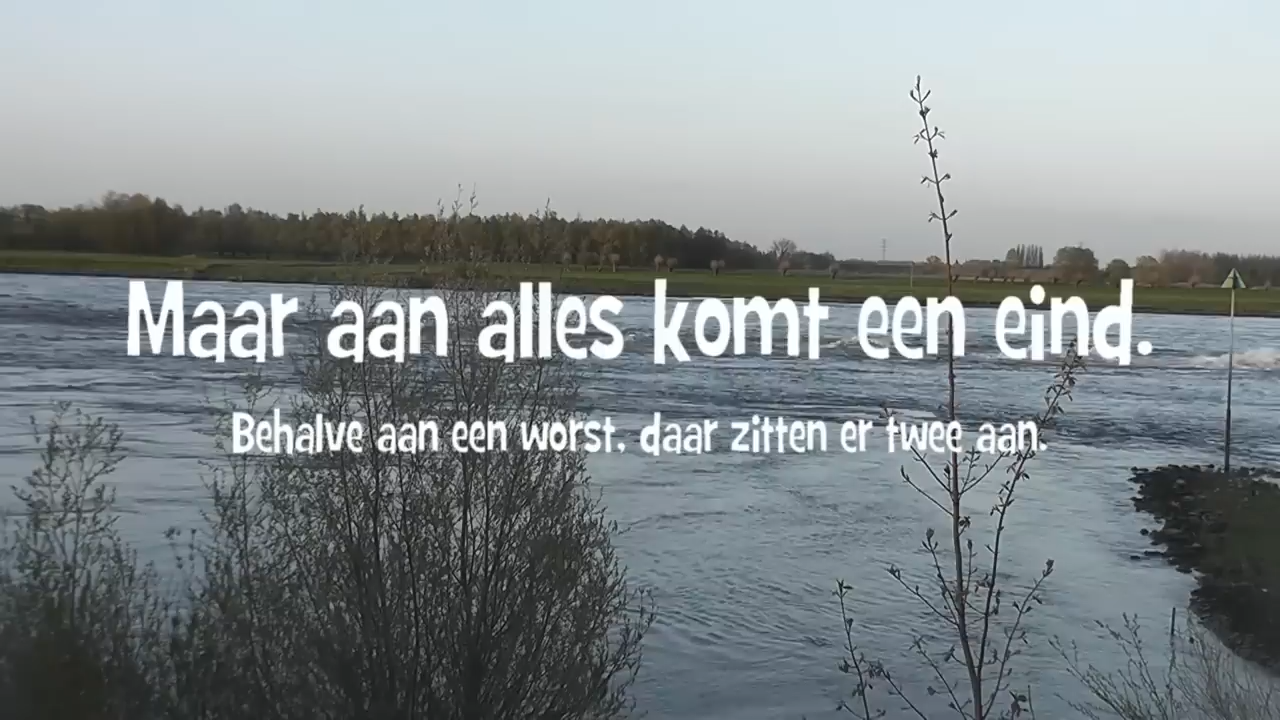 Maar aan alles komt een eind.
Behalve aan een worst, daar zitten er twee aan.